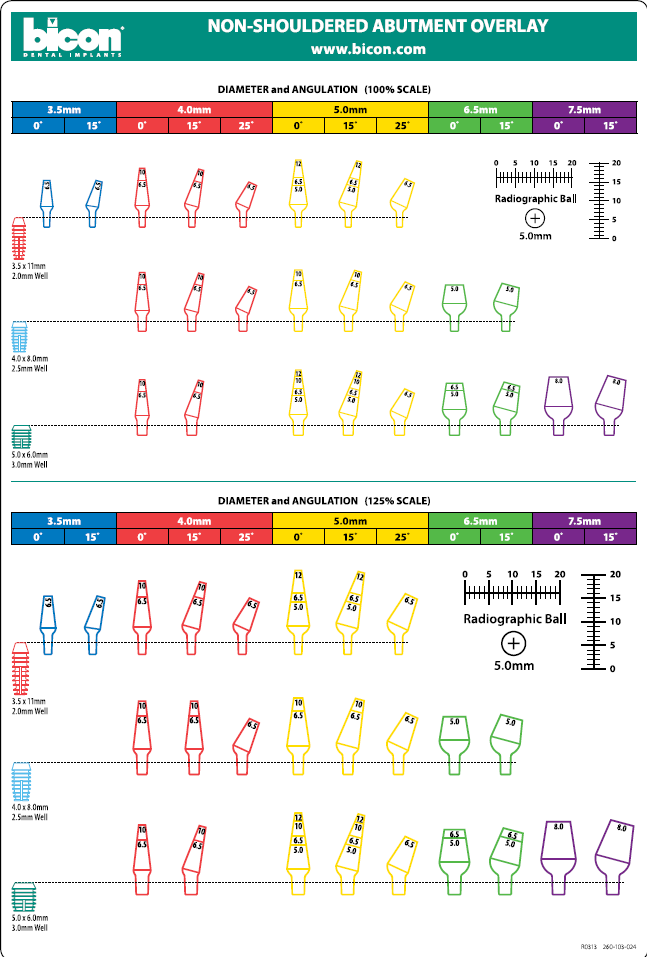 bicon
DENTAL IMPLANTS
NON-SHOULDERED ABUTMENT OVERLAY
www.bicon.com
DIAMETER and ANGULATION (100% SCALE)
3.5mm 4.0mm 5.0mm 6.5mm 7.5mm
0° 15° 0° 15° 25° 0° 15° 25° 0° 15° 0° 15°
12 12
10 10
6.5 6.5 6.5 6.5 6.5 6.5 6.5 6.5
5.0 5.0
0 5 10 15 20
Radiographic Ball
5.0mm
20
15
10
5
0
3.5 x 11mm
2.0mm Well
10 10 10 10
6.5 6.5 6.5 6.5 6.5 6.5 5.0 5.0
4.0 x 8.0mm
2.5mm Well
12 12
10 10 10 10
6.5 6.5 6.5 6.5 6.5 6.5 6.5 8.0 8.0
5.0 5.0 5.0 5.0
5.0 x 6.0mm
3.0mm Well
DIAMETER and ANGULATION (125% SCALE)
3.5mm 4.0mm 5.0mm 6.5mm 7.5mm
0° 15° 0° 15° 25° 0° 15° 25° 0° 15° 0° 15°
12 12
10 10
6.5 6.5 6.5 6.5 6.5 6.5 6.5 6.5
5.0 5.0
0 5 10 15 20
Radiographic Ball
5.0mm
20
15
10
5
0
3.5 x 11mm
2.0mm Well
10 10 10 10
6.5 6.5 6.5 6.5 6.5 6.5 5.0 5.0
4.0 x 8.0mm
2.5mm Well
12 12
10 10 10 10
6.5 6.5 6.5 6.5 6.5 6.5 6.5 8.0 8.0
5.0 5.0 5.0 5.0
5.0 x 6.0mm
3.0mm Well
R0313 260-103-024